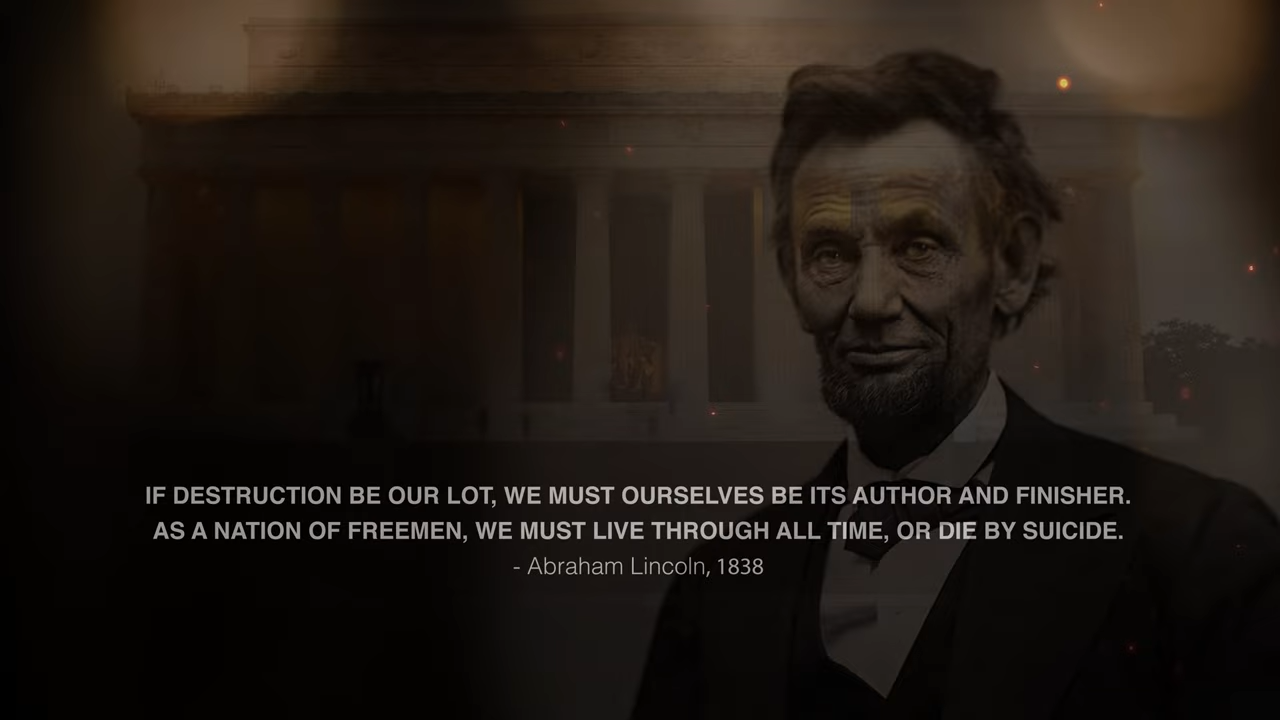 IF DESTRUCTION BE OUR LOT, WE MUST OURSELVES BE ITS AUTHOR AND FINISHER.
AS A NATION OF FREEMEN, WE MUST LIVE THROUGH ALL TIME, OR DIE BY SUICIDE.
- Abraham Lincoln, 1838